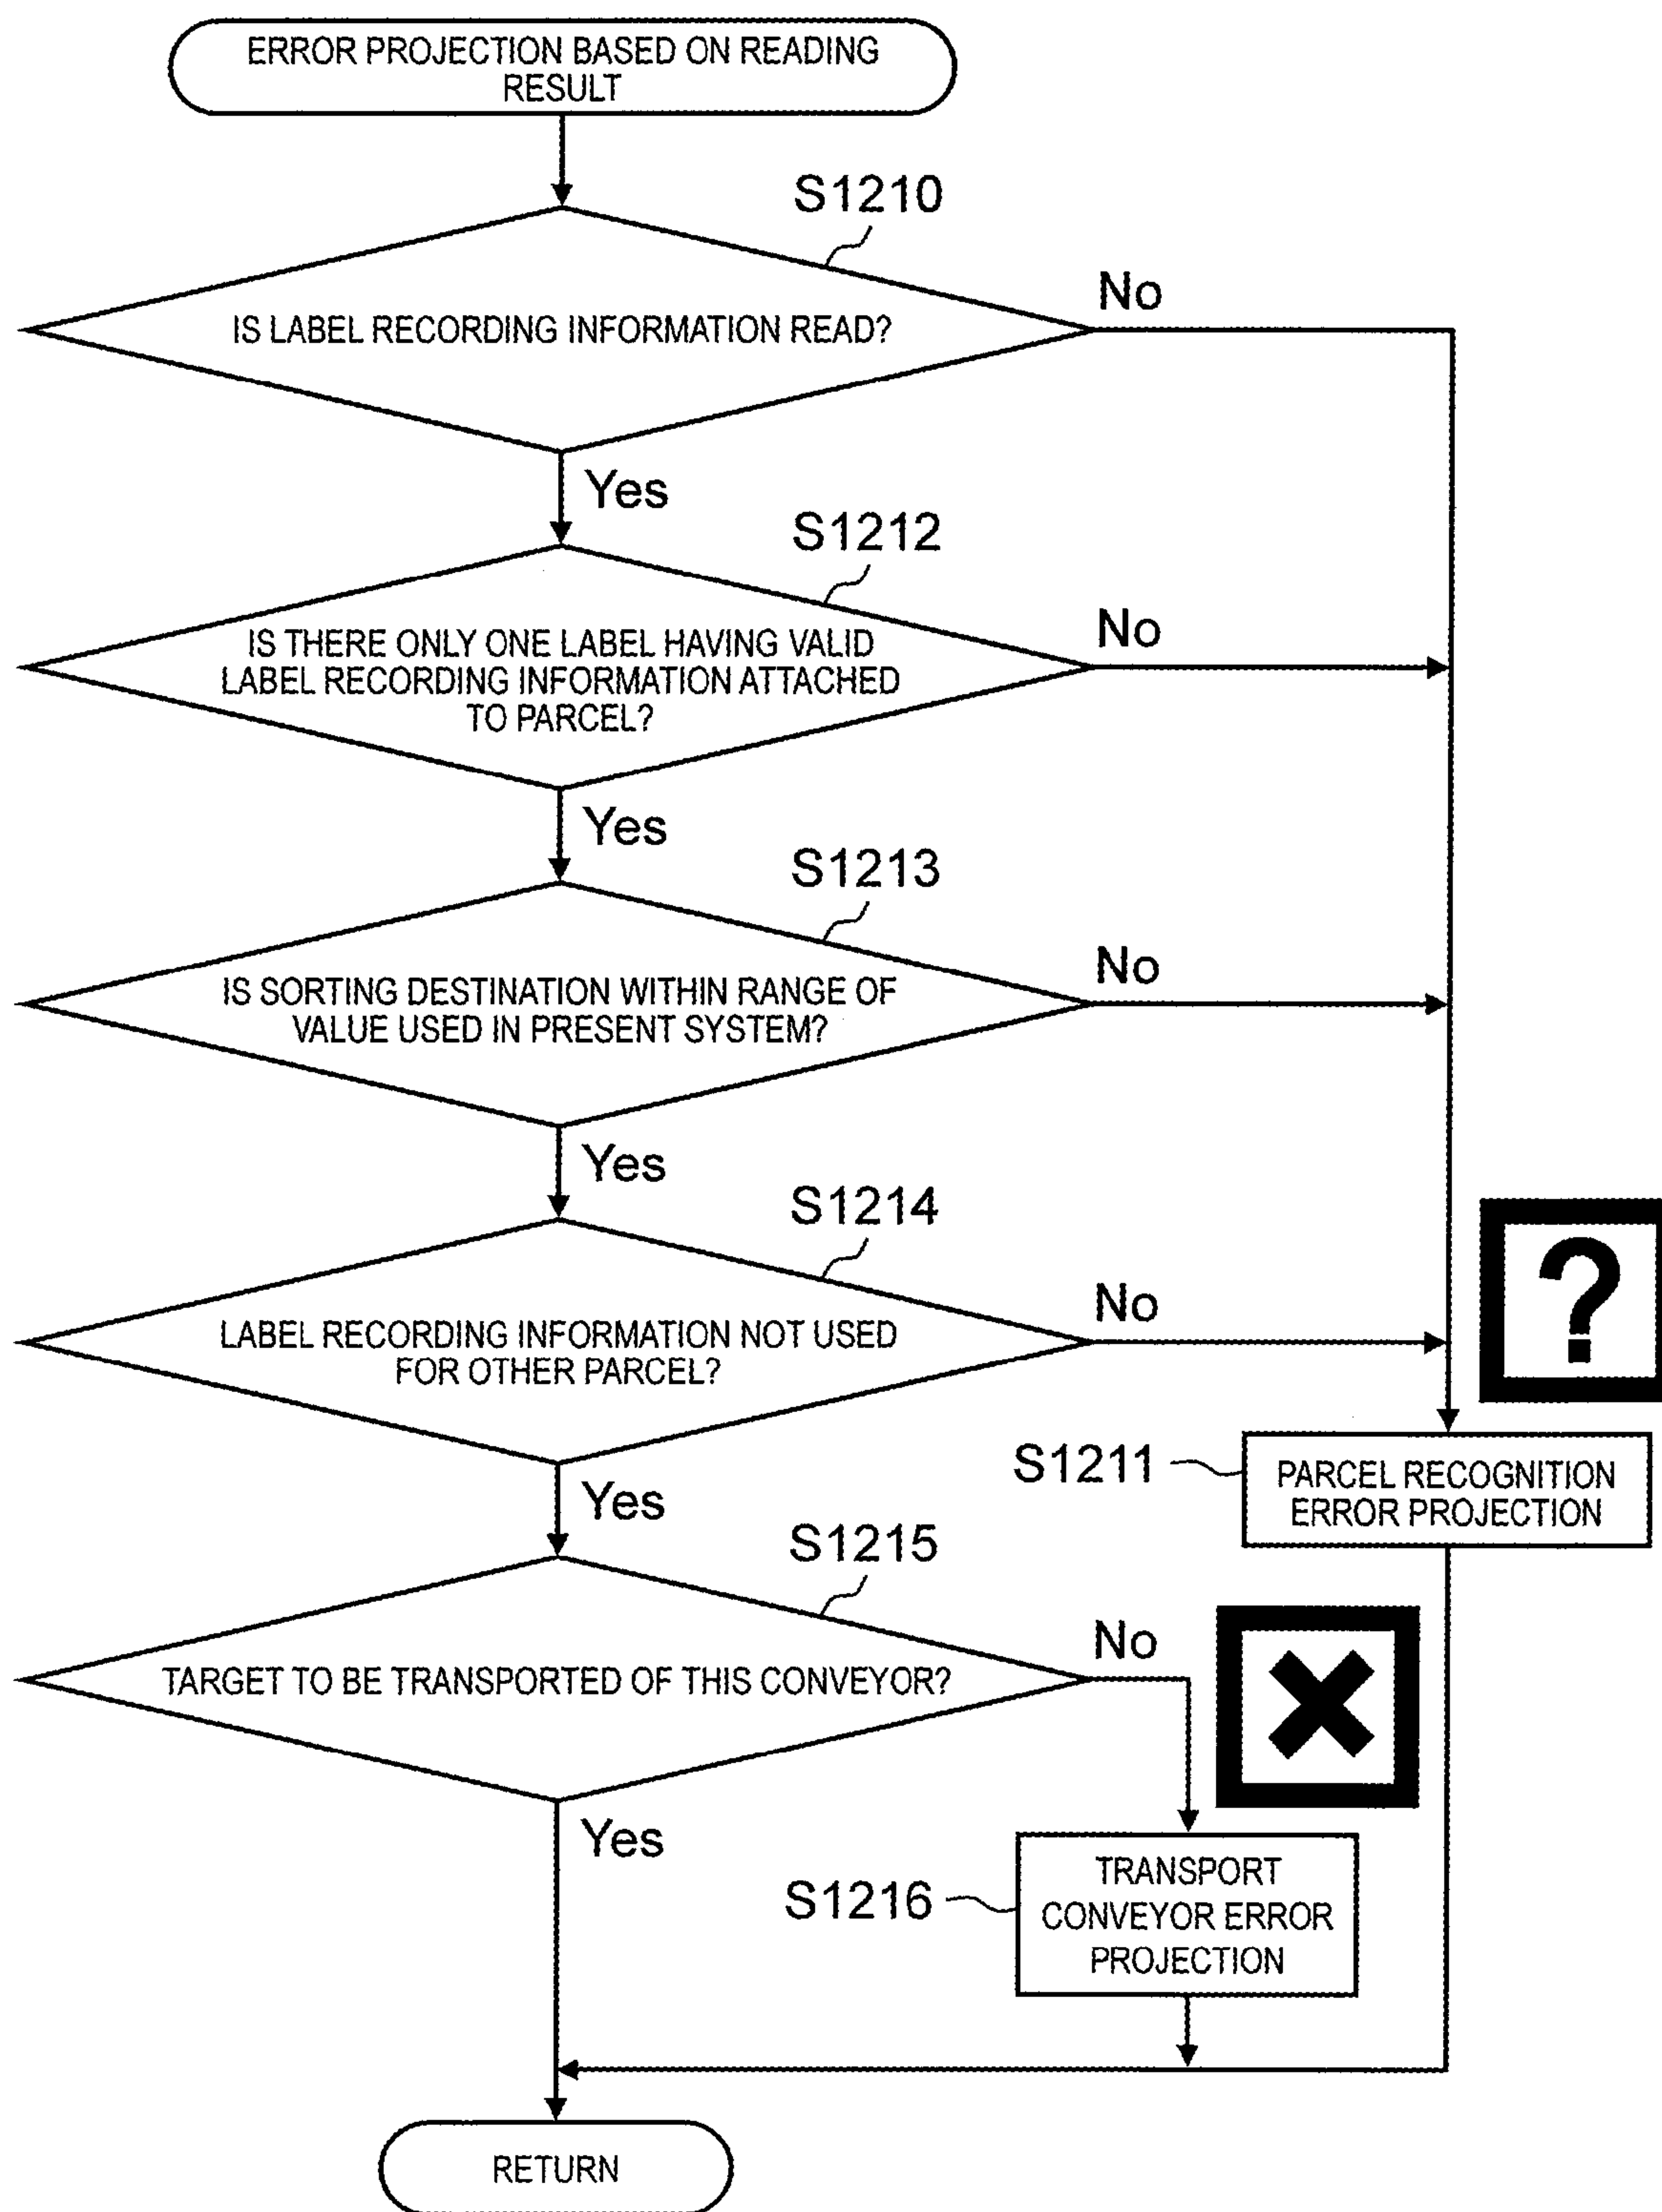 ERROR PROJECTION BASED ON READING
RESULT
S1210
IS LABEL RECORDING INFORMATION READ?
No
Yes
S1212
IS THERE ONLY ONE LABEL HAVING VALID
LABEL RECORDING INFORMATION ATTACHED
TO PARCEL?
No
Yes
S1213
IS SORTING DESTINATION WITHIN RANGE OF
VALUE USED IN PRESENT SYSTEM?
No
Yes
S1214
LABEL RECORDING INFORMATION NOT USED
FOR OTHER PARCEL?
No
?
S1211
PARCEL RECOGNITION
ERROR PROJECTION
Yes
S1215
TARGET TO BE TRANSPORTED OF THIS CONVEYOR?
No
Yes
S1216
TRANSPORT
CONVEYOR ERROR
PROJECTION
RETURN